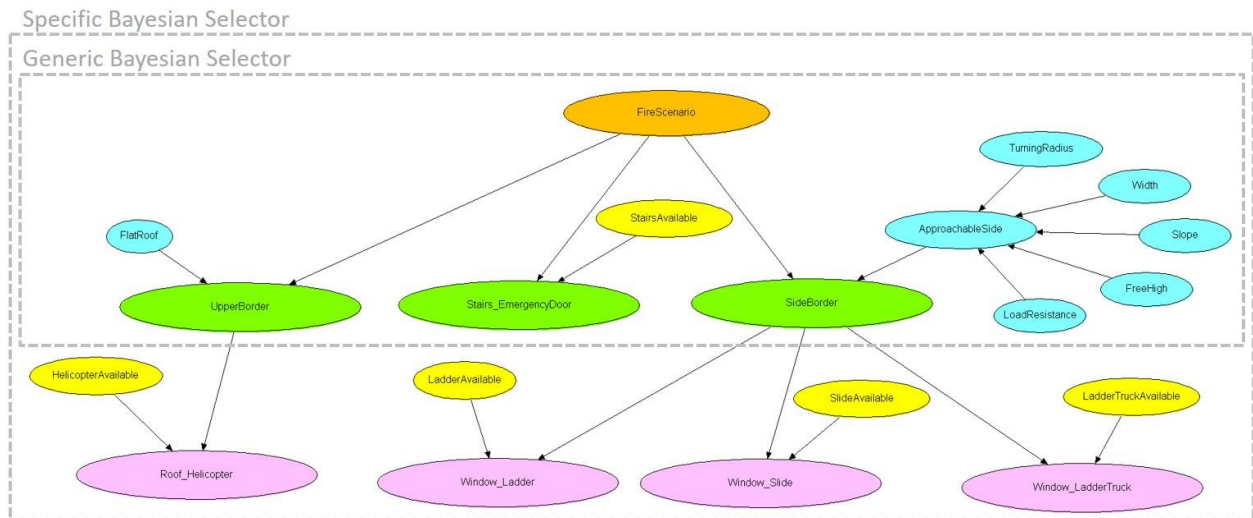 Specific Bayesian Selector
Generic Bayesian Selector
FireScenario
TurningRadius
Width
StairsAvailable
FlatRoof
ApproachableSide
Slope
UpperBorder
Stairs_EmergencyDoor
SideBorder
FreeHigh
LoadResistance
HelicopterAvailable
LadderAvailable
SlideAvailable
LadderTruckAvailable
Roof_Helicopter
Window_Ladder
Window_Slide
Window_LadderTruck